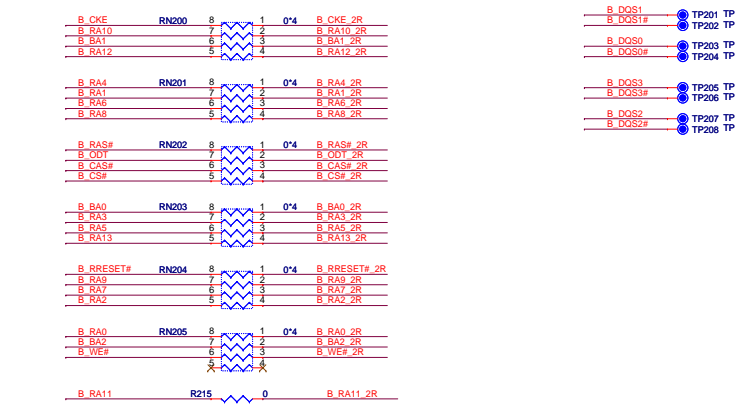 B_CKE RN200 8 1 0*4 B_CKE_2R
B_RA10 7 2 B_RA10_2R
B_BA1 6 3 B_BA1_2R
B_RA12 5 4 B_RA12_2R
B_RA4 RN201 8 1 0*4 B_RA4_2R
B_RA1 7 2 B_RA1_2R
B_RA6 6 3 B_RA6_2R
B_RA8 5 4 B_RA8_2R
B_RAS# RN202 8 1 0*4 B_RAS#_2R
B_ODT 7 2 B_ODT_2R
B_CAS# 6 3 B_CAS#_2R
B_CS# 5 4 B_CS#_2R
B_BA0 RN203 8 1 0*4 B_BA0_2R
B_RA3 7 2 B_RA3_2R
B_RA5 6 3 B_RA5_2R
B_RA13 5 4 B_RA13_2R
B_RRESET# RN204 8 1 0*4 B_RRESET#_2R
B_RA9 7 2 B_RA9_2R
B_RA7 6 3 B_RA7_2R
B_RA2 5 4 B_RA2_2R
B_RA0 RN205 8 1 0*4 B_RA0_2R
B_BA2 7 2 B_BA2_2R
B_WE# 6 3 B_WE#_2R
5 4
B_RA11 R215 0 B_RA11_2R
B_DQS1 TP201 TP
B_DQS1# TP202 TP
B_DQS0 TP203 TP
B_DQS0# TP204 TP
B_DQS3 TP205 TP
B_DQS3# TP206 TP
B_DQS2 TP207 TP
B_DQS2# TP208 TP